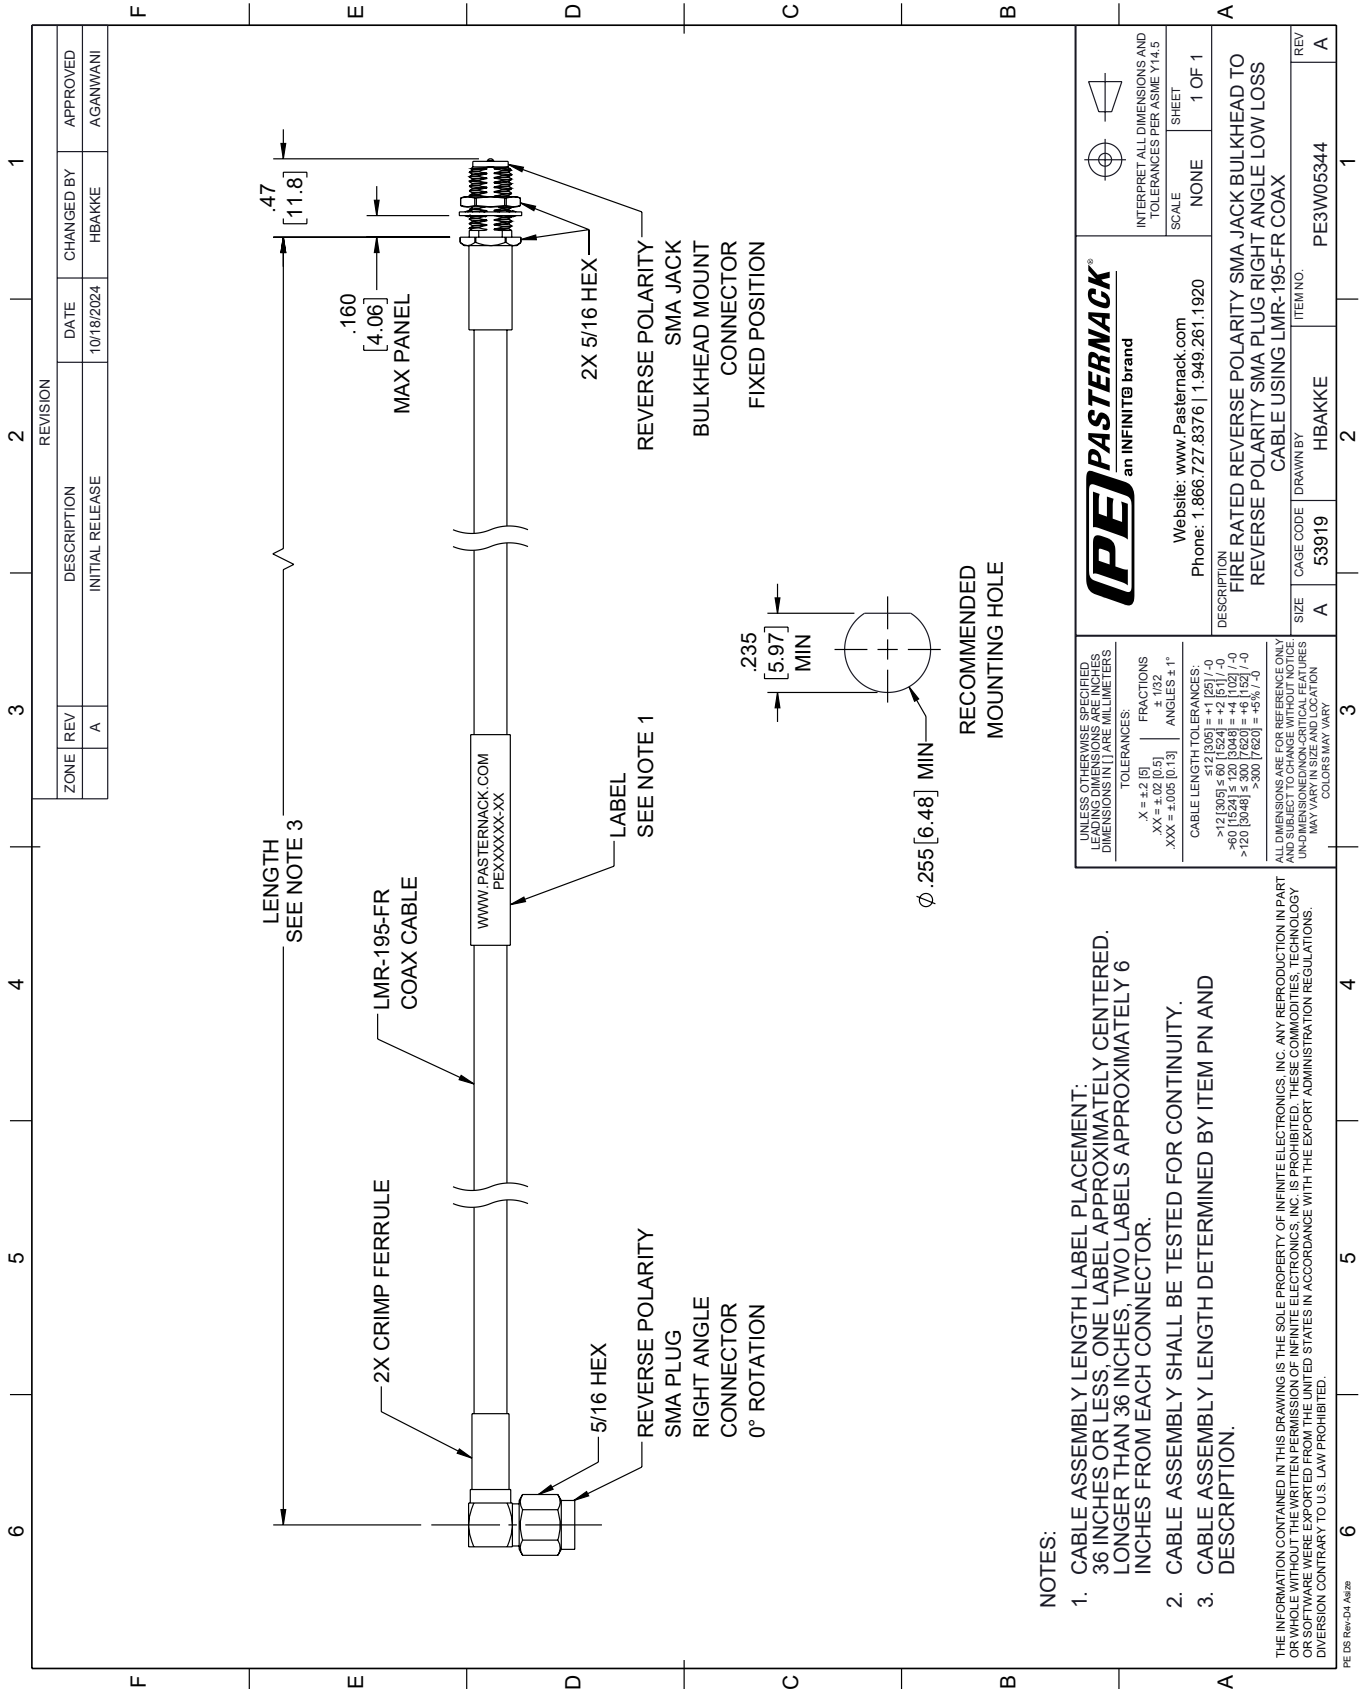 REVISION
ZONE REV DESCRIPTION DATE CHANGED BY APPROVED
A INITIAL RELEASE 10/18/2024 HBAKKE AGANWANI
6 5 4 3 2 1
F
E
D
C
B
A
LENGTH
SEE NOTE 3
.47
[11.8]
.160
[4.06]
MAX PANEL
2X CRIMP FERRULE
LMR-195-FR
COAX CABLE
WWW.PASTERNACK.COM
PEXXXXXX-XX
LABEL
SEE NOTE 1
5/16 HEX
REVERSE POLARITY
SMA PLUG
RIGHT ANGLE
CONNECTOR
0° ROTATION
2X 5/16 HEX
REVERSE POLARITY
SMA JACK
BULKHEAD MOUNT
CONNECTOR
FIXED POSITION
.235
[5.97]
MIN
Ø.255 [6.48] MIN
RECOMMENDED
MOUNTING HOLE
NOTES:
1. CABLE ASSEMBLY LENGTH LABEL PLACEMENT:
36 INCHES OR LESS, ONE LABEL APPROXIMATELY CENTERED.
LONGER THAN 36 INCHES, TWO LABELS APPROXIMATELY 6
INCHES FROM EACH CONNECTOR.
2. CABLE ASSEMBLY SHALL BE TESTED FOR CONTINUITY.
3. CABLE ASSEMBLY LENGTH DETERMINED BY ITEM PN AND
DESCRIPTION.
THE INFORMATION CONTAINED IN THIS DRAWING IS THE SOLE PROPERTY OF INFINITE ELECTRONICS, INC. ANY REPRODUCTION IN PART
OR WHOLE WITHOUT THE WRITTEN PERMISSION OF INFINITE ELECTRONICS, INC. IS PROHIBITED. THESE COMMODITIES, TECHNOLOGY
OR SOFTWARE WERE EXPORTED FROM THE UNITED STATES IN ACCORDANCE WITH THE EXPORT ADMINISTRATION REGULATIONS.
DIVERSION CONTRARY TO U.S. LAW PROHIBITED.
UNLESS OTHERWISE SPECIFIED
LEADING DIMENSIONS ARE INCHES
DIMENSIONS IN [ ] ARE MILLIMETERS
TOLERANCES:
.X = ±.2 [5] FRACTIONS
.XX = ±.02 [0.5] ± 1/32
.XXX = ±.005 [0.13] ANGLES ± 1°
CABLE LENGTH TOLERANCES:
≤12 [305] = +1 [25] / -0
>12 [305] ≤ 60 [1524] = +2 [51] / -0
>60 [1524] ≤ 120 [3048] = +4 [102] / -0
>120 [3048] ≤ 300 [7620] = +6 [152] / -0
>300 [7620] = +5% / -0
ALL DIMENSIONS ARE FOR REFERENCE ONLY
AND SUBJECT TO CHANGE WITHOUT NOTICE.
UN-DIMENSIONED/NON-CRITICAL FEATURES
MAY VARY IN SIZE AND LOCATION
COLORS MAY VARY
PE PASTERNACK®
an INFINIT@ brand
Website: www.Pasternack.com
Phone: 1.866.727.8376 | 1.949.261.1920
INTERPRET ALL DIMENSIONS AND
TOLERANCES PER ASME Y14.5
SCALE SHEET
NONE 1 OF 1
DESCRIPTION
FIRE RATED REVERSE POLARITY SMA JACK BULKHEAD TO
REVERSE POLARITY SMA PLUG RIGHT ANGLE LOW LOSS
CABLE USING LMR-195-FR COAX
SIZE CAGE CODE DRAWN BY ITEM NO. REV
A 53919 HBAKKE PE3W05344 A
F
E
D
C
B
A
6 5 4 3 2 1
PE DS Rev-D4 Asize